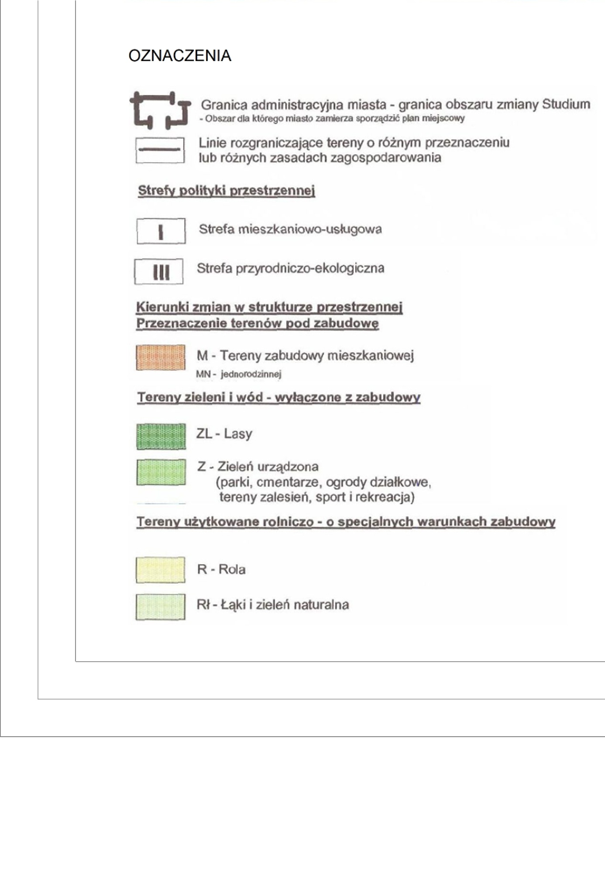 OZNACZENIA
Granica administracyjna miasta - granica obszaru zmiany Studium
- Obszar dla którego miasto zamierza sporządzić plan miejscowy
Linie rozgraniczające tereny o różnym przeznaczeniu
lub różnych zasadach zagospodarowania
Strefy polityki przestrzennej
I Strefa mieszkaniowo-usługowa
III Strefa przyrodniczo-ekologiczna
Kierunki zmian w strukturze przestrzennej
Przeznaczenie terenów pod zabudowę
M - Tereny zabudowy mieszkaniowej
MN - jednorodzinnej
Tereny zieleni i wód - wyłączone z zabudowy
ZL - Lasy
Z - Zieleń urządzona
(parki, cmentarze, ogrody działkowe,
tereny zalesień, sport i rekreacja)
Tereny użytkowane rolniczo - o specjalnych warunkach zabudowy
R - Rola
Rł - Łąki i zieleń naturalna